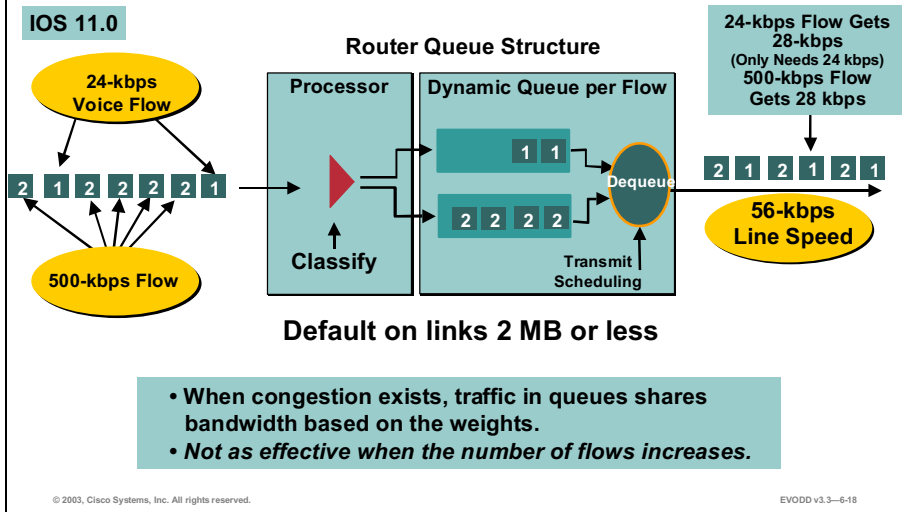 IOS 11.0
24-kbps Flow Gets
28-kbps
(Only Needs 24 kbps)
500-kbps Flow
Gets 28 kbps
Router Queue Structure
24-kbps
Voice Flow
Processor
Dynamic Queue per Flow
1 1
2 1 2 2 2 2 1
Dequeue
2 1 2 1 2 1
2 2 2 2
56-kbps
Line Speed
Classify
Transmit
Scheduling
500-kbps Flow
Default on links 2 MB or less
• When congestion exists, traffic in queues shares
bandwidth based on the weights.
• Not as effective when the number of flows increases.
© 2003, Cisco Systems, Inc. All rights reserved.
EVODD v3.3—6-18